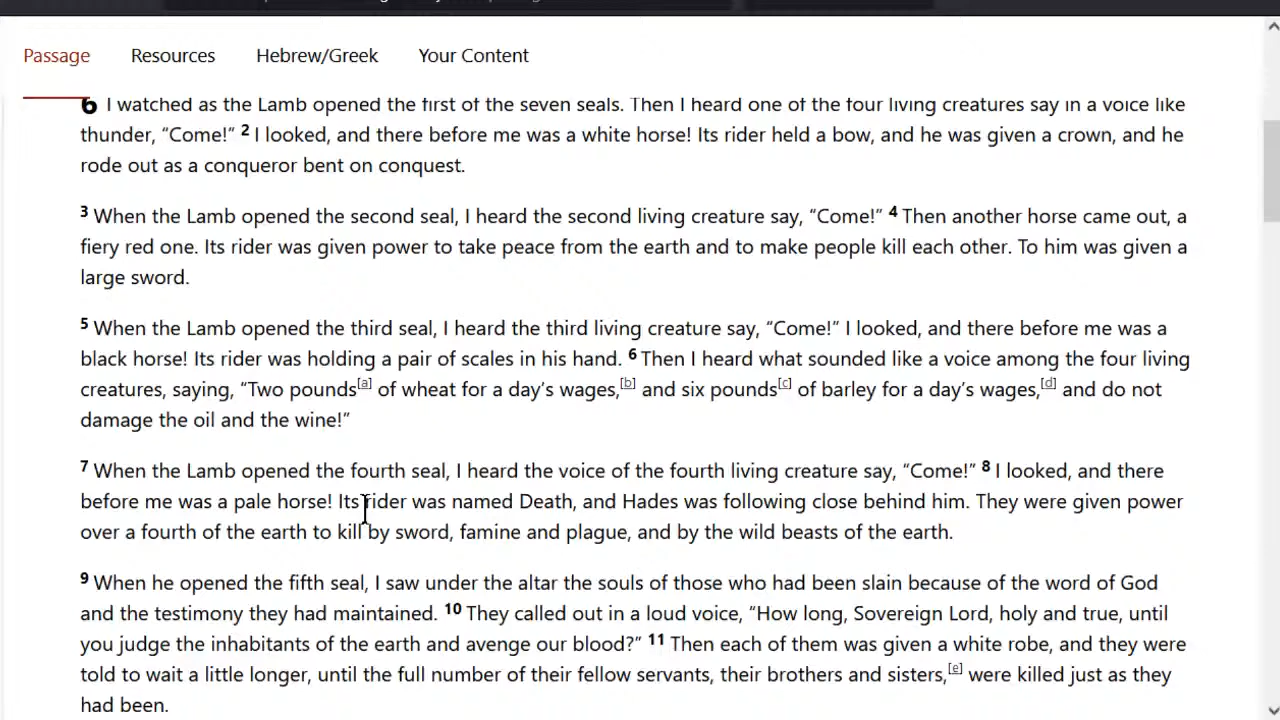 Passage Resources Hebrew/Greek Your Content
6 I watched as the Lamb opened the first of the seven seals. Then I heard one of the four living creatures say in a voice like
thunder, “Come!” 2 I looked, and there before me was a white horse! Its rider held a bow, and he was given a crown, and he
rode out as a conqueror bent on conquest.
3 When the Lamb opened the second seal, I heard the second living creature say, “Come!” 4 Then another horse came out, a
fiery red one. Its rider was given power to take peace from the earth and to make people kill each other. To him was given a
large sword.
5 When the Lamb opened the third seal, I heard the third living creature say, “Come!” I looked, and there before me was a
black horse! Its rider was holding a pair of scales in his hand. 6 Then I heard what sounded like a voice among the four living
creatures, saying, “Two pounds[a] of wheat for a day’s wages,[b] and six pounds[c] of barley for a day’s wages,[d] and do not
damage the oil and the wine!”
7 When the Lamb opened the fourth seal, I heard the voice of the fourth living creature say, “Come!” 8 I looked, and there
before me was a pale horse! Its rider was named Death, and Hades was following close behind him. They were given power
over a fourth of the earth to kill by sword, famine and plague, and by the wild beasts of the earth.
9 When he opened the fifth seal, I saw under the altar the souls of those who had been slain because of the word of God
and the testimony they had maintained. 10 They called out in a loud voice, “How long, Sovereign Lord, holy and true, until
you judge the inhabitants of the earth and avenge our blood?” 11 Then each of them was given a white robe, and they were
told to wait a little longer, until the full number of their fellow servants, their brothers and sisters,[e] were killed just as they
had been.